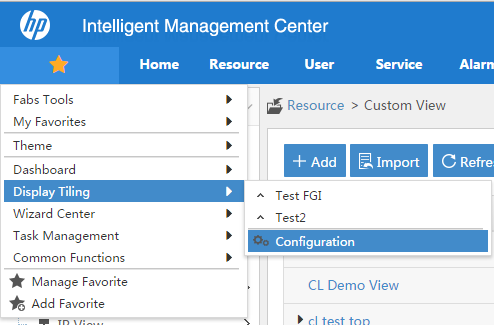 hp
Intelligent Management Center
Home Resource User Service Alarm
Fabs Tools
My Favorites
Theme
Dashboard
Display Tiling
Wizard Center
Task Management
Common Functions
Manage Favorite
Add Favorite
IP View
Resource > Custom View
Add Import Refre
Test FGI
Test2
Configuration
CL Demo View
cl test top